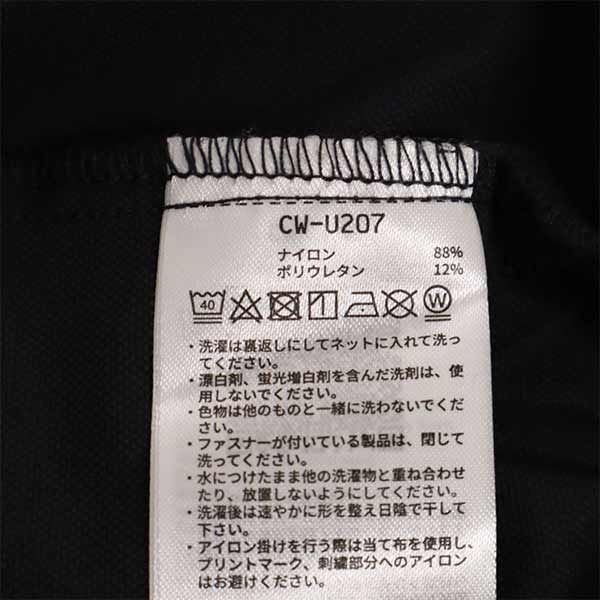 CW-U207
ナイロン 88%
ポリウレタン 12%
40 W
・洗濯は裏返しにしてネットに入れて洗っ
てください。
・漂白剤、蛍光増白剤を含んだ洗剤は、使
用しないでください。
・色物は他のものと一緒に洗わないでくだ
さい。
・ファスナーが付いている製品は、閉じて
洗ってください。
・水につけたまま他の洗濯物と重ね合わせ
たり、放置しないようにしてください。
・洗濯後は速やかに形を整え日陰で干して
下さい。
・アイロン掛けを行う際は当て布を使用し、
プリントマーク、刺繍部分へのアイロン
はお避けください。